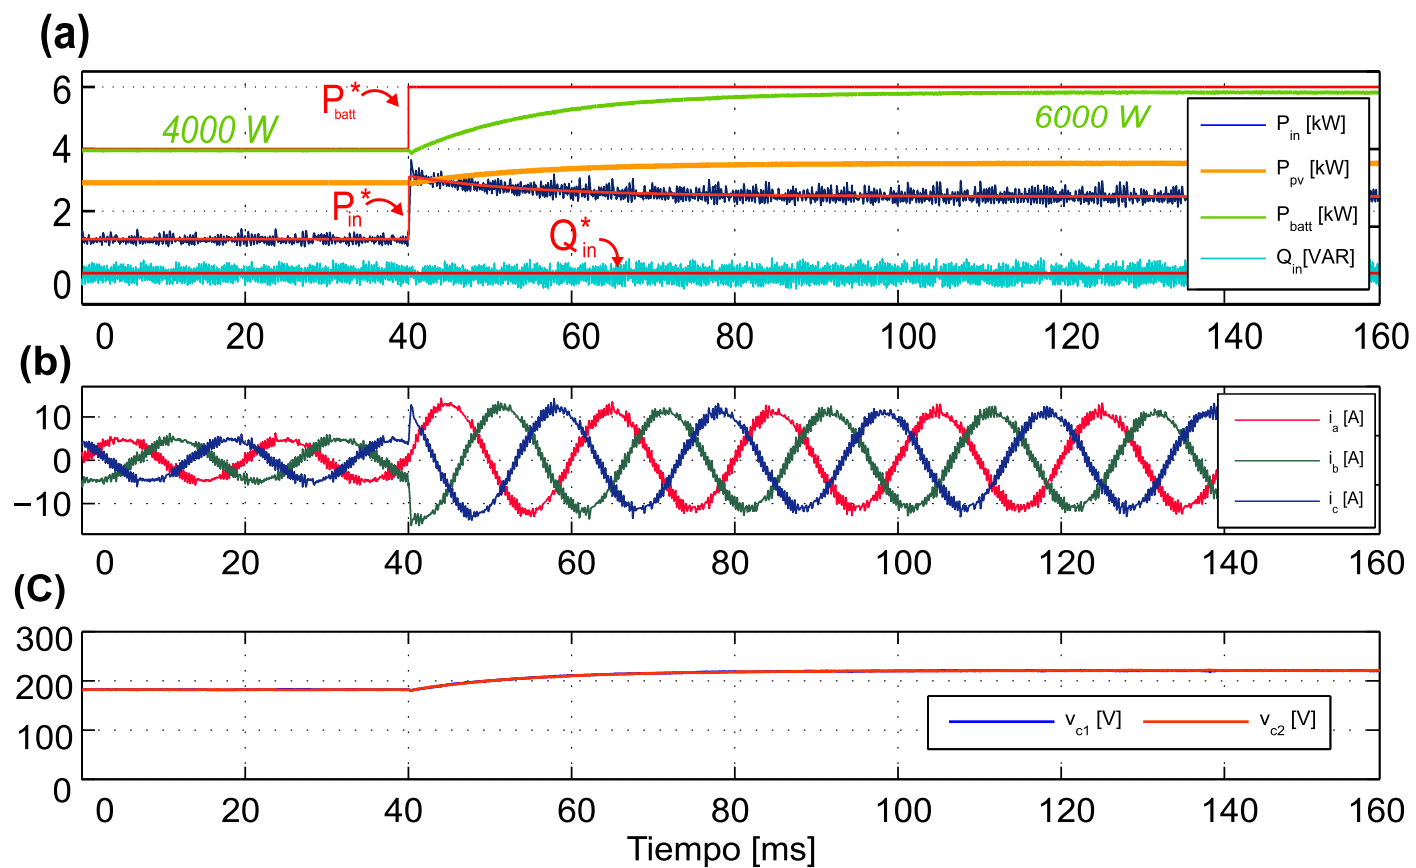 (a)
6
4
2
0
P*batt
4000 W
6000 W
P*in
Q*in
Pin [kW]
Ppv [kW]
Pbatt [kW]
Qin[VAR]
0 20 40 60 80 100 120 140 160
(b)
10
0
−10
ia [A]
ib [A]
ic [A]
0 20 40 60 80 100 120 140 160
(C)
300
200
100
0
vc1 [V] vc2 [V]
0 20 40 60 80 100 120 140 160
Tiempo [ms]